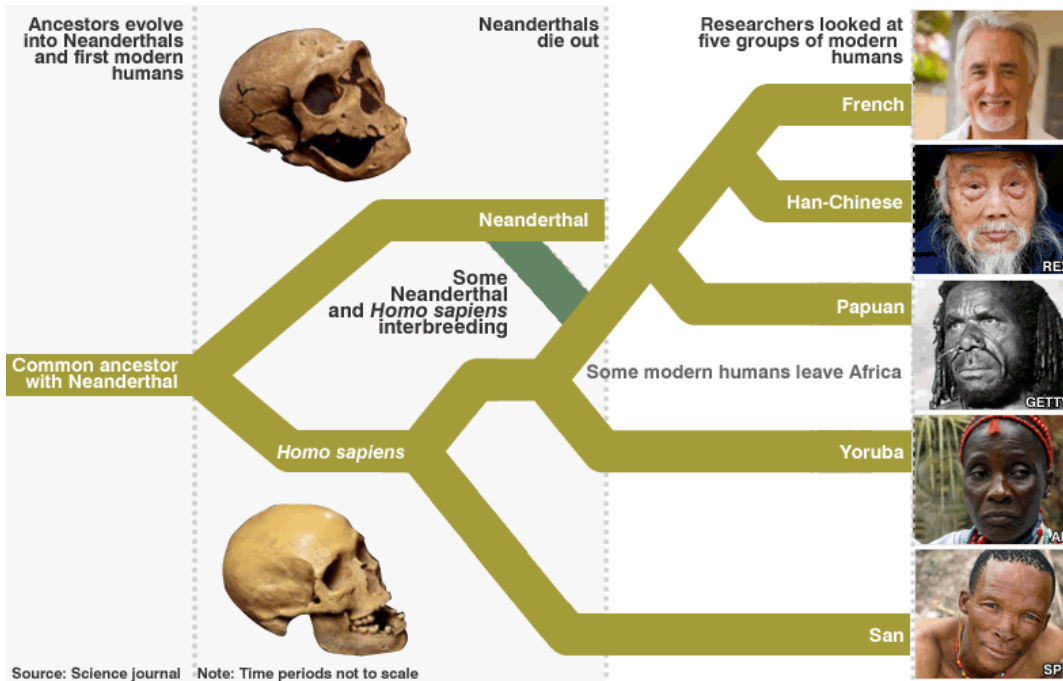 Ancestors evolve
into Neanderthals
and first modern
humans
Neanderthals
die out
Researchers looked at
five groups of modern
humans
French
Han-Chinese
Neanderthal
Some
Neanderthal
and Homo sapiens
interbreeding
Papuan
Common ancestor
with Neanderthal
Some modern humans leave Africa
GETTY
Homo sapiens
Yoruba
San
Source: Science journal
Note: Time periods not to scale